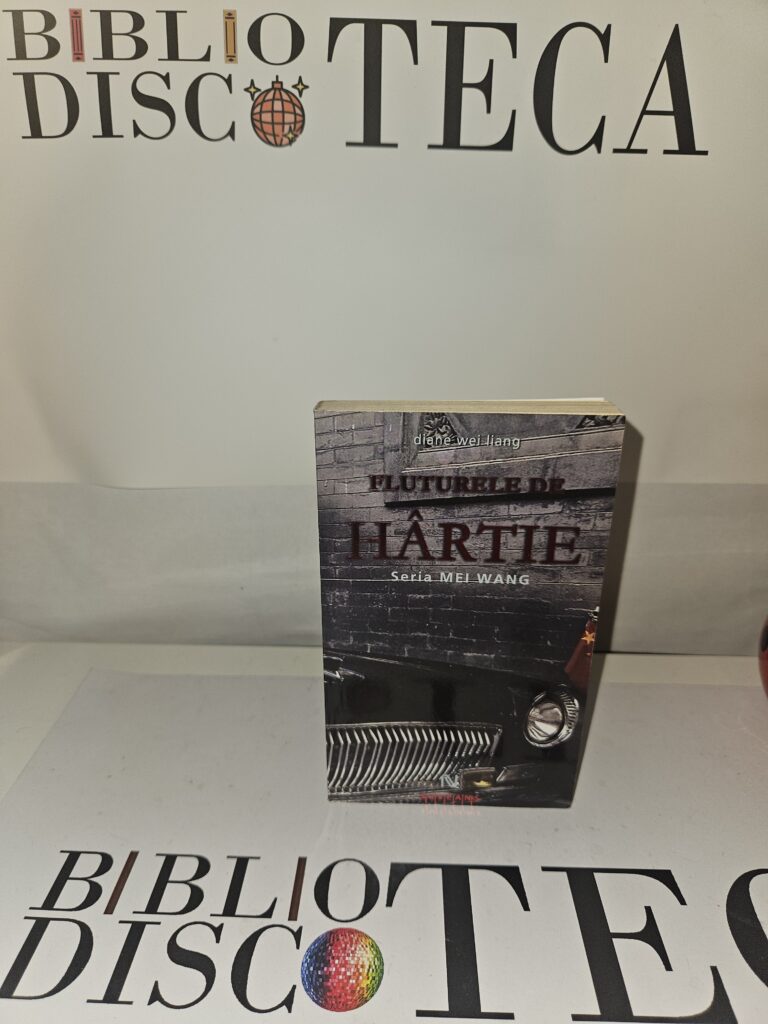 BIBLIO
DISCOTECA
diane wei liang
FLUTURELE DE
HÂRTIE
Seria MEI WANG
BIBLIO
DISCOTEC